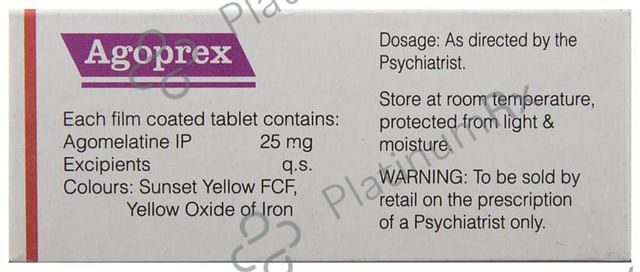 Agoprex
Each film coated tablet contains:
Agomelatine IP 25 mg
Excipients q.s.
Colours: Sunset Yellow FCF,
Yellow Oxide of Iron
Dosage: As directed by the
Psychiatrist.
Store at room temperature,
protected from light &
moisture.
WARNING: To be sold by
retail on the prescription
of a Psychiatrist only.
PlatinumRx